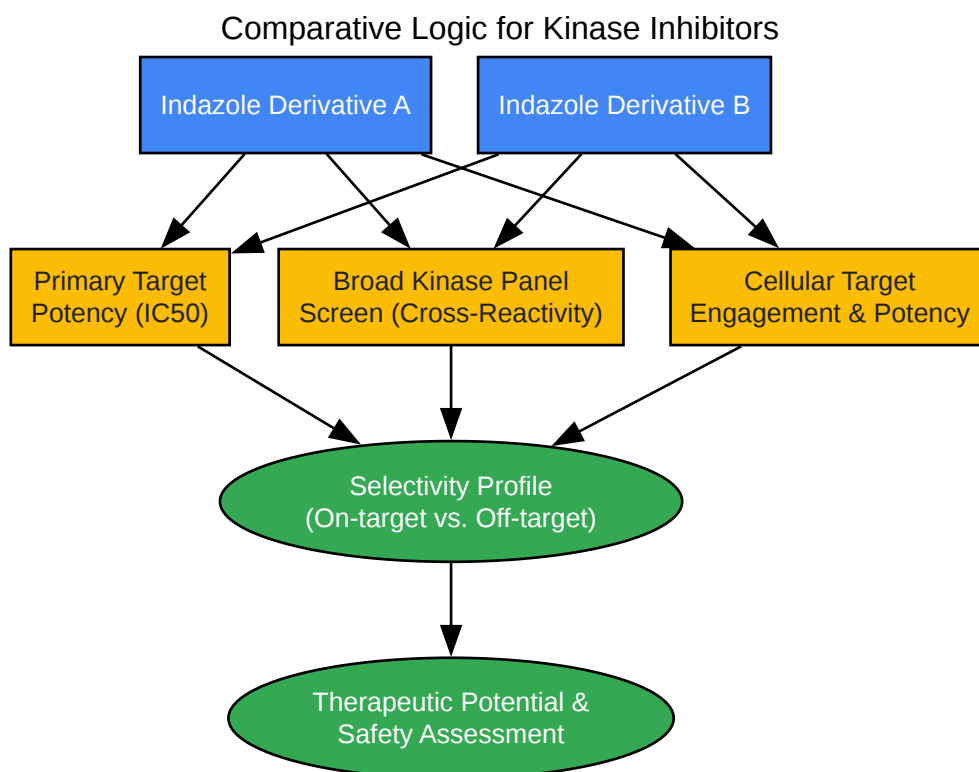 Comparative Logic for Kinase Inhibitors
Indazole Derivative A
Indazole Derivative B
Primary Target
Potency (IC50)
Broad Kinase Panel
Screen (Cross-Reactivity)
Cellular Target
Engagement & Potency
Selectivity Profile
(On-target vs. Off-target)
Therapeutic Potential &
Safety Assessment